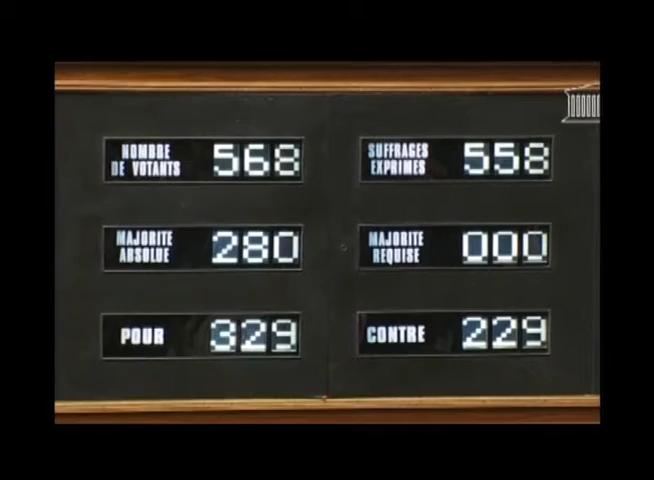 NOMBRE
DE VOTANTS
568
SUFFRAGES
EXPRIMES
558
MAJORITE
ABSOLUE
280
MAJORITE
REQUISE
000
POUR
329
CONTRE
229